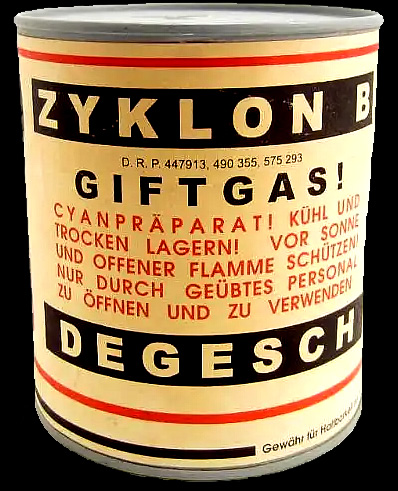 ZYKLON B
D. R. P. 447913, 490 355, 575 293
GIFTGAS!
CYANPRÄPARAT! KÜHL UND
TROCKEN LAGERN! VOR SONNE
UND OFFENER FLAMME SCHÜTZEN!
NUR DURCH GEÜBTES PERSONAL
ZU ÖFFNEN UND ZU VERWENDEN
DEGESCH
Gewähr für